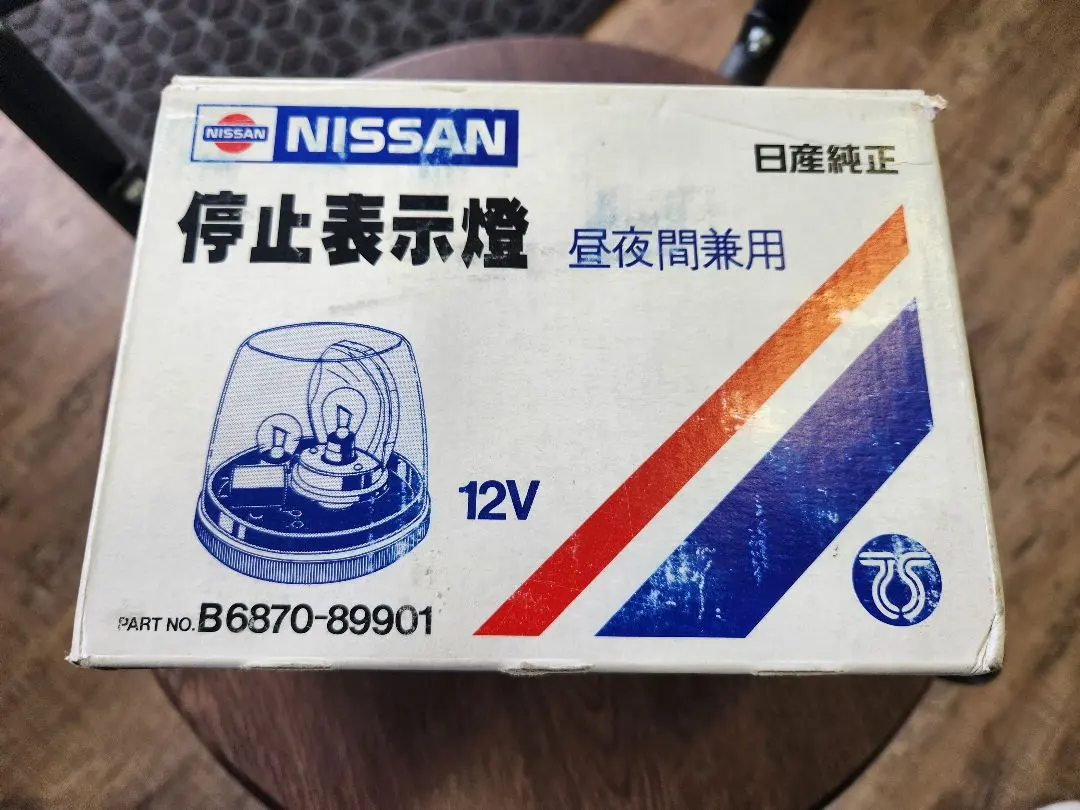 NISSAN NISSAN
日産純正
停止表示燈 昼夜間兼用
12V
PART NO. B6870-89901